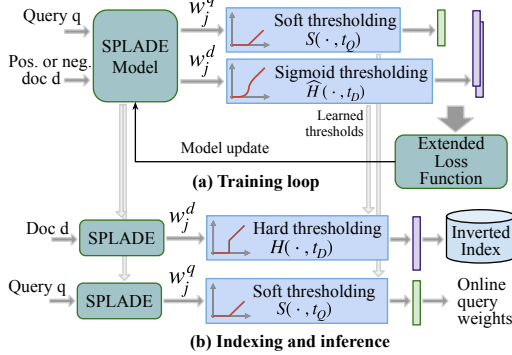 Query q
Pos. or neg.
doc d
SPLADE
Model
w_j^q
w_j^d
Soft thresholding
S( · , t_Q)
Sigmoid thresholding
Ĥ( · , t_D)
Learned
thresholds
Extended
Loss
Function
Model update
(a) Training loop
Doc d
SPLADE
w_j^d
Hard thresholding
H( · , t_D)
Inverted
Index
Query q
SPLADE
w_j^q
Soft thresholding
S( · , t_Q)
Online
query
weights
(b) Indexing and inference